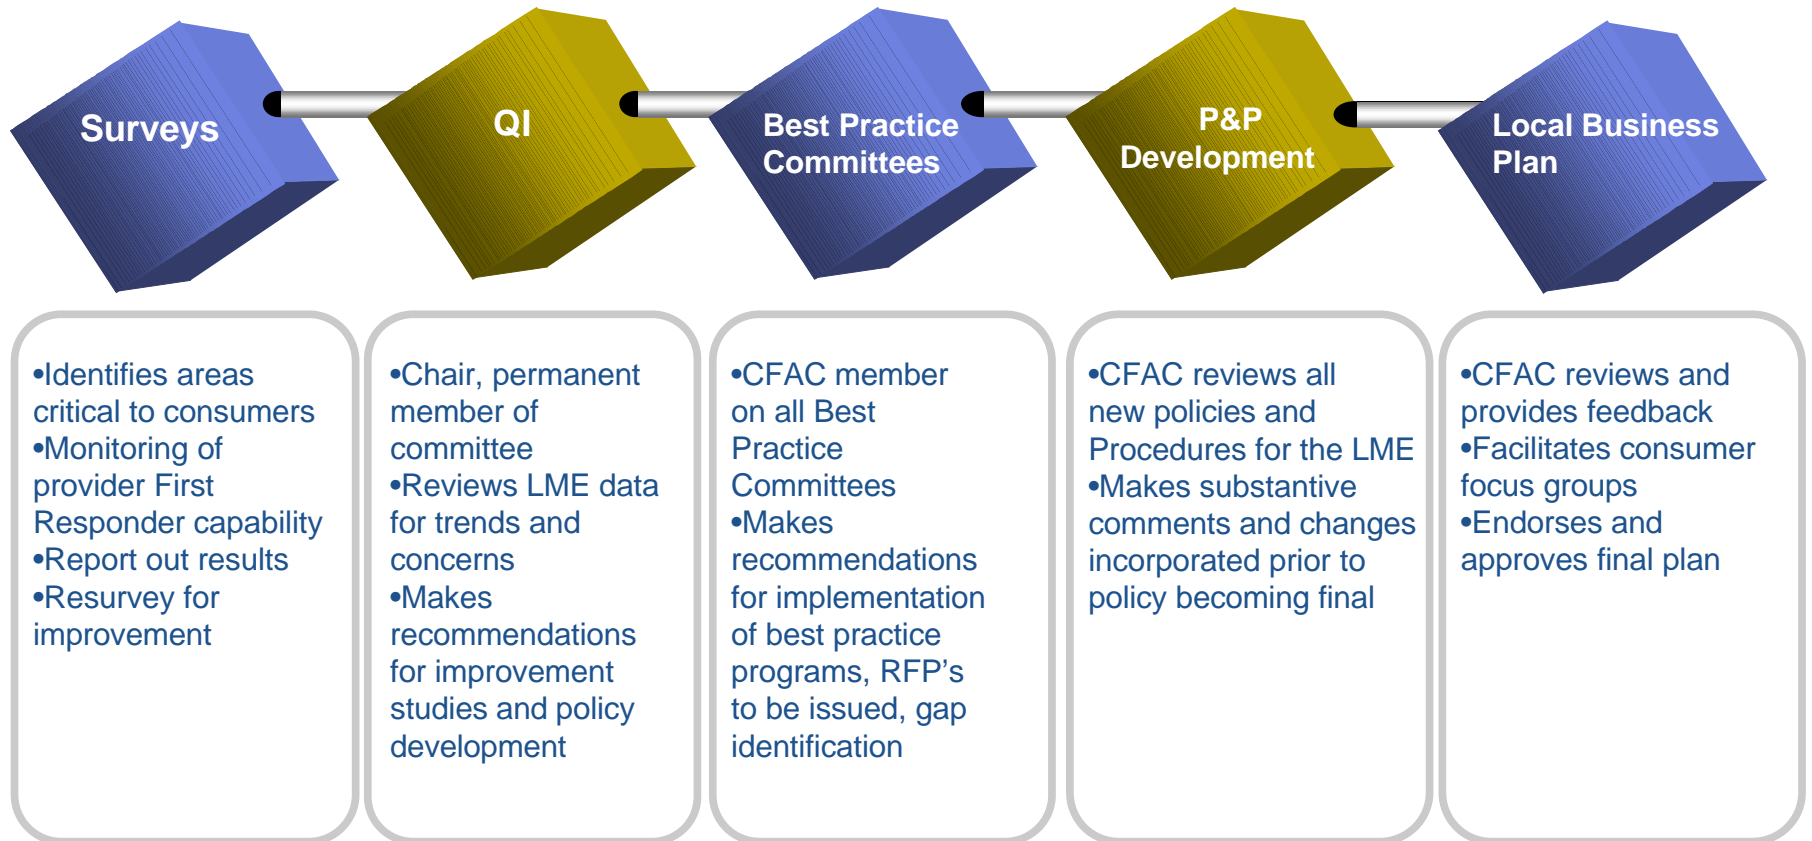 Surveys
QI
Best Practice
Committees
P&P
Development
Local Business
Plan
•Identifies areas
critical to consumers
•Monitoring of
provider First
Responder capability
•Report out results
•Resurvey for
improvement
•Chair, permanent
member of
committee
•Reviews LME data
for trends and
concerns
•Makes
recommendations
for improvement
studies and policy
development
•CFAC member
on all Best
Practice
Committees
•Makes
recommendations
for implementation
of best practice
programs, RFP’s
to be issued, gap
identification
•CFAC reviews all
new policies and
Procedures for the LME
•Makes substantive
comments and changes
incorporated prior to
policy becoming final
•CFAC reviews and
provides feedback
•Facilitates consumer
focus groups
•Endorses and
approves final plan